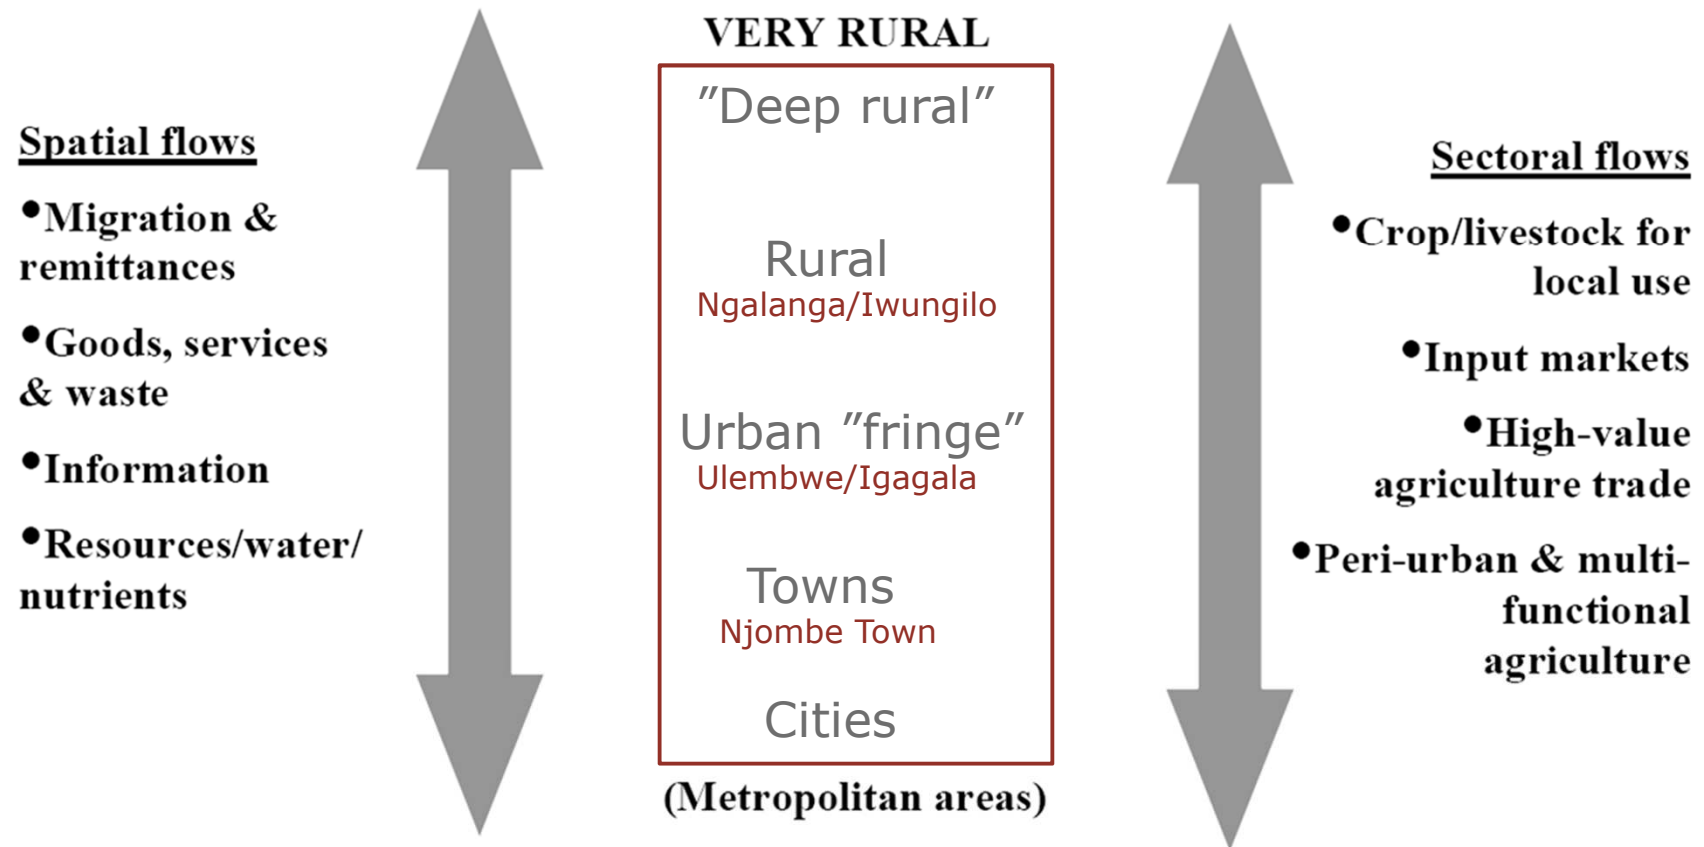 VERY RURAL
Spatial flows
•Migration &
remittances
•Goods, services
& waste
•Information
•Resources/water/
nutrients
”Deep rural”
Rural
Ngalanga/Iwungilo
Urban ”fringe”
Ulembwe/Igagala
Towns
Njombe Town
Cities
(Metropolitan areas)
Sectoral flows
•Crop/livestock for
local use
•Input markets
•High-value
agriculture trade
•Peri-urban & multi-
functional
agriculture